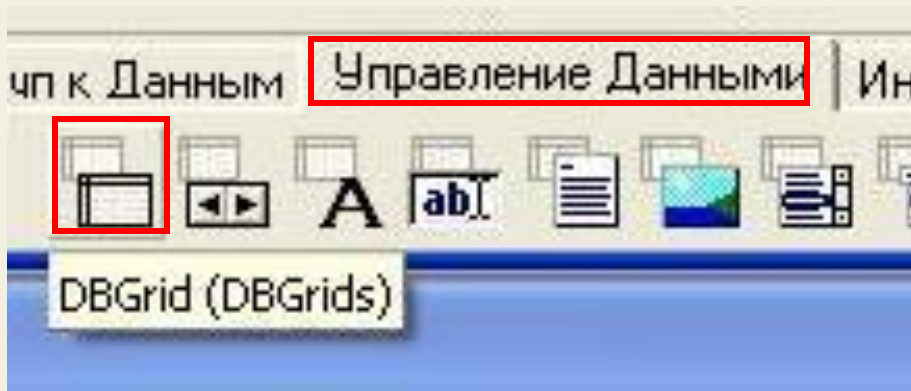 чп к Данным Управление Данными Ин
A ab
DBGrid (DBGrids)